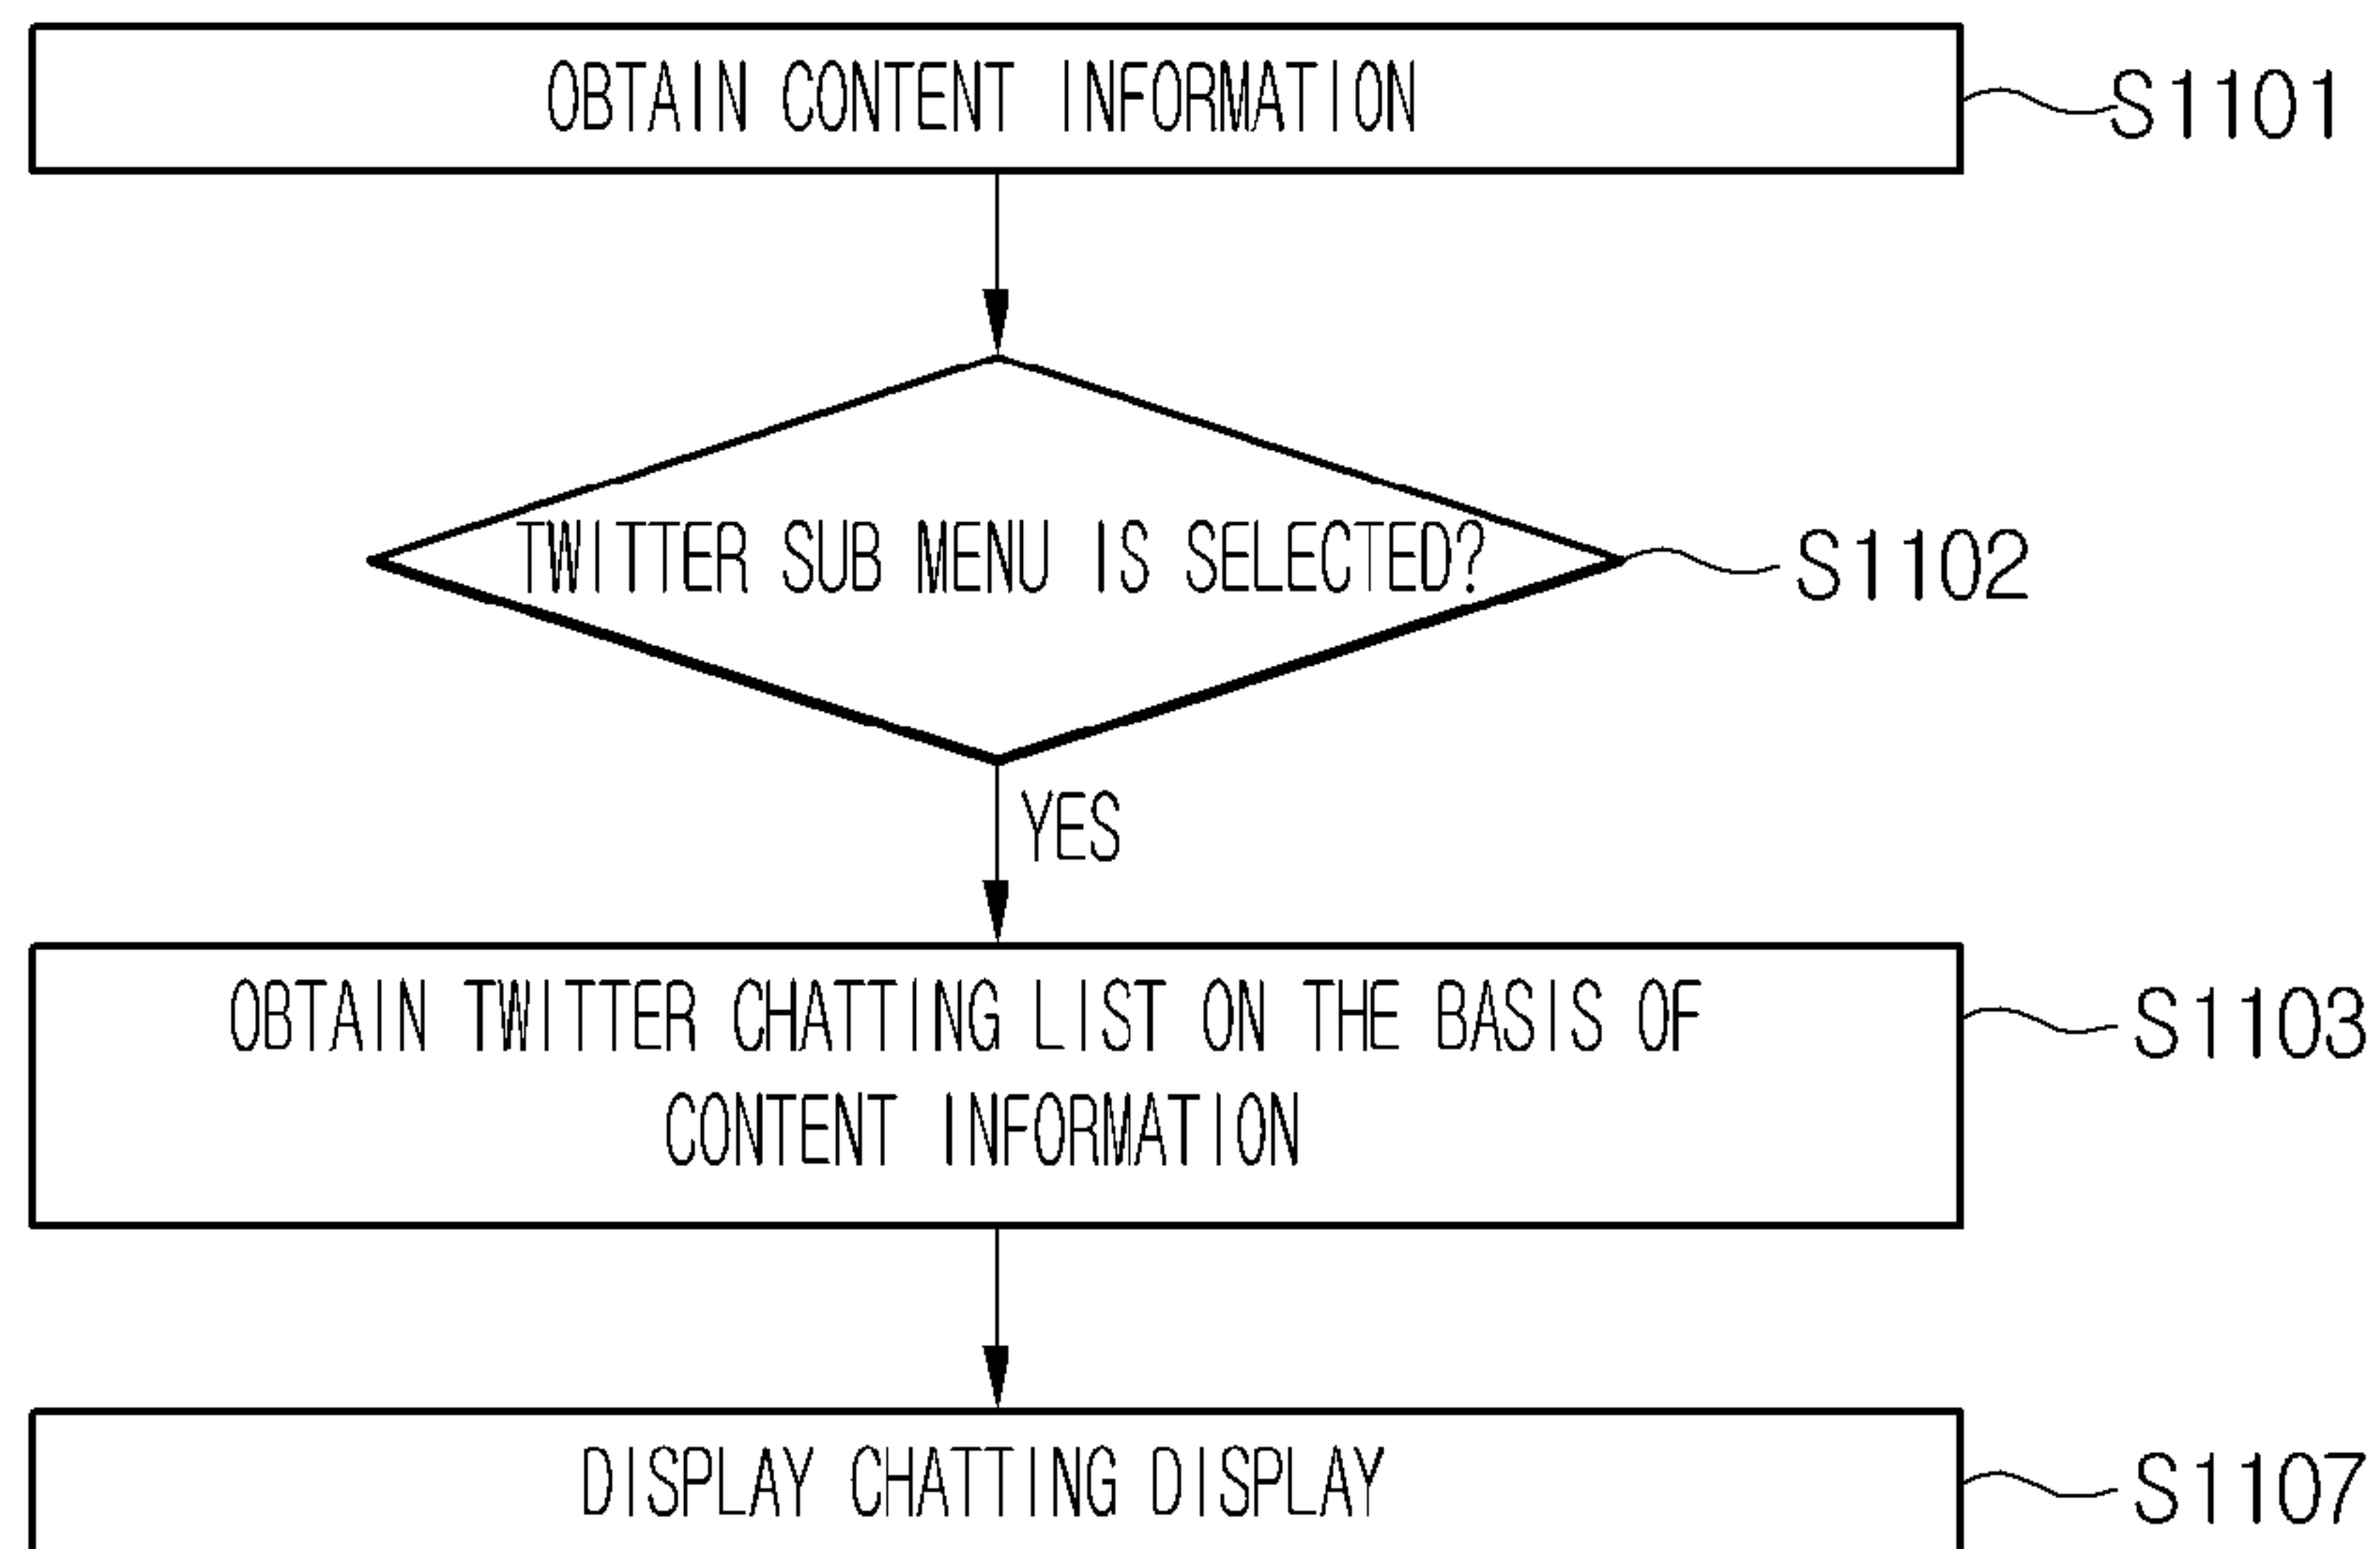 OBTAIN CONTENT INFORMATION
S1101
TWITTER SUB MENU IS SELECTED?
S1102
YES
OBTAIN TWITTER CHATTING LIST ON THE BASIS OF
CONTENT INFORMATION
S1103
DISPLAY CHATTING DISPLAY
S1107